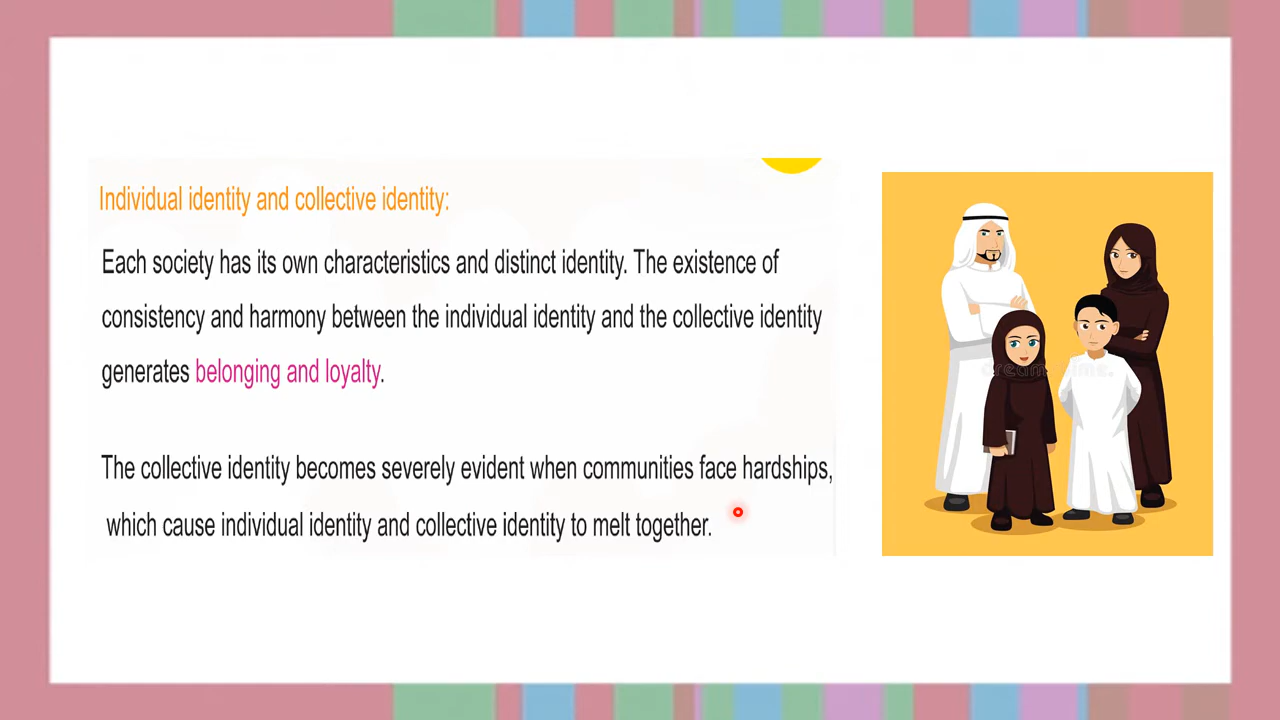 Individual identity and collective identity:
Each society has its own characteristics and distinct identity. The existence of
consistency and harmony between the individual identity and the collective identity
generates belonging and loyalty.
The collective identity becomes severely evident when communities face hardships,
which cause individual identity and collective identity to melt together.